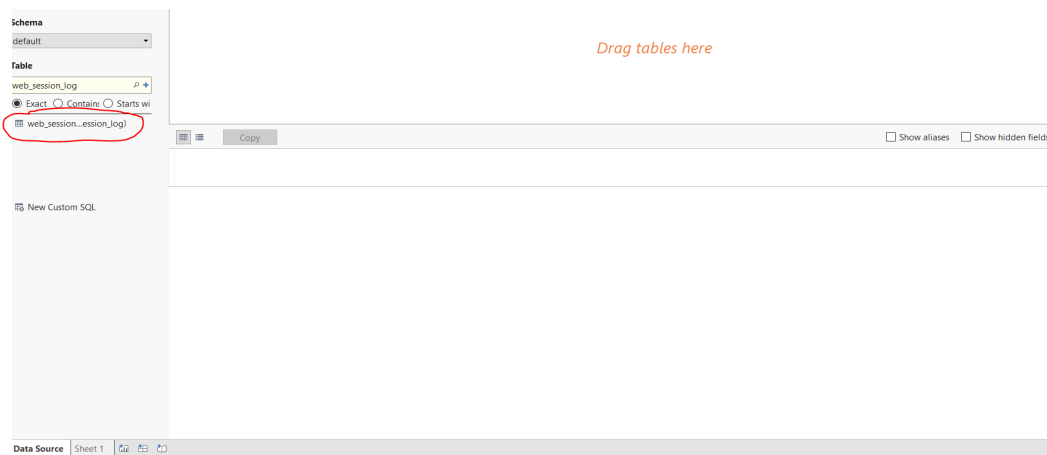 Schema
default
Table
web_session_log
Exact Contain: Starts wi
web_session...ession_log)
New Custom SQL
Drag tables here
Copy
Show aliases Show hidden fields
Data Source Sheet 1